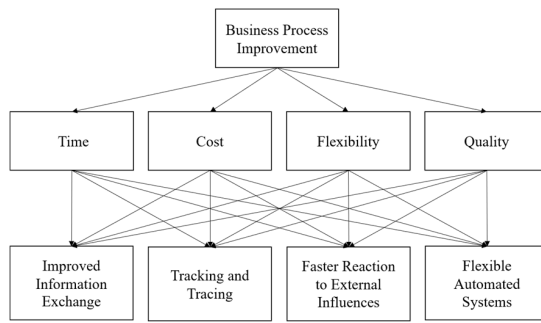 Business Process
Improvement
Time
Cost
Flexibility
Quality
Improved
Information
Exchange
Tracking and
Tracing
Faster Reaction
to External
Influences
Flexible
Automated
Systems